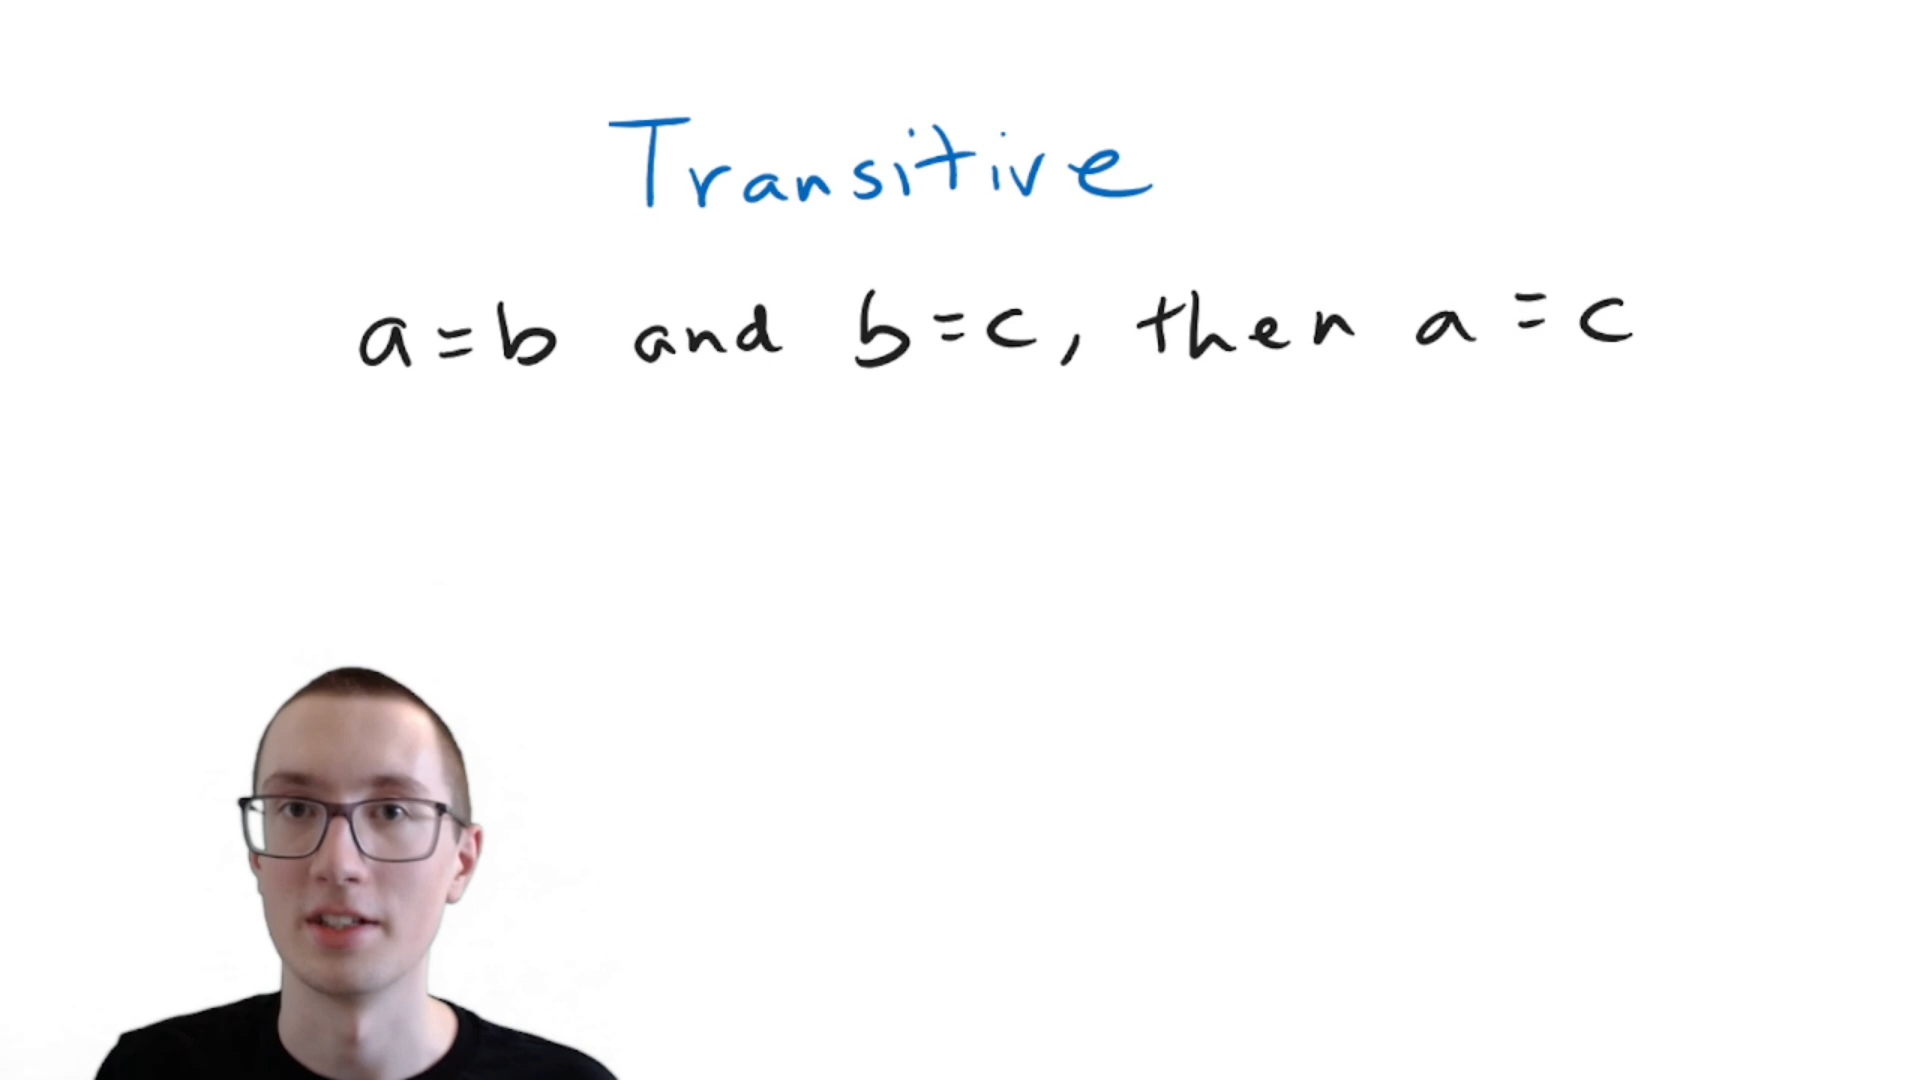 Transitive
a=b and b=c, then a=c